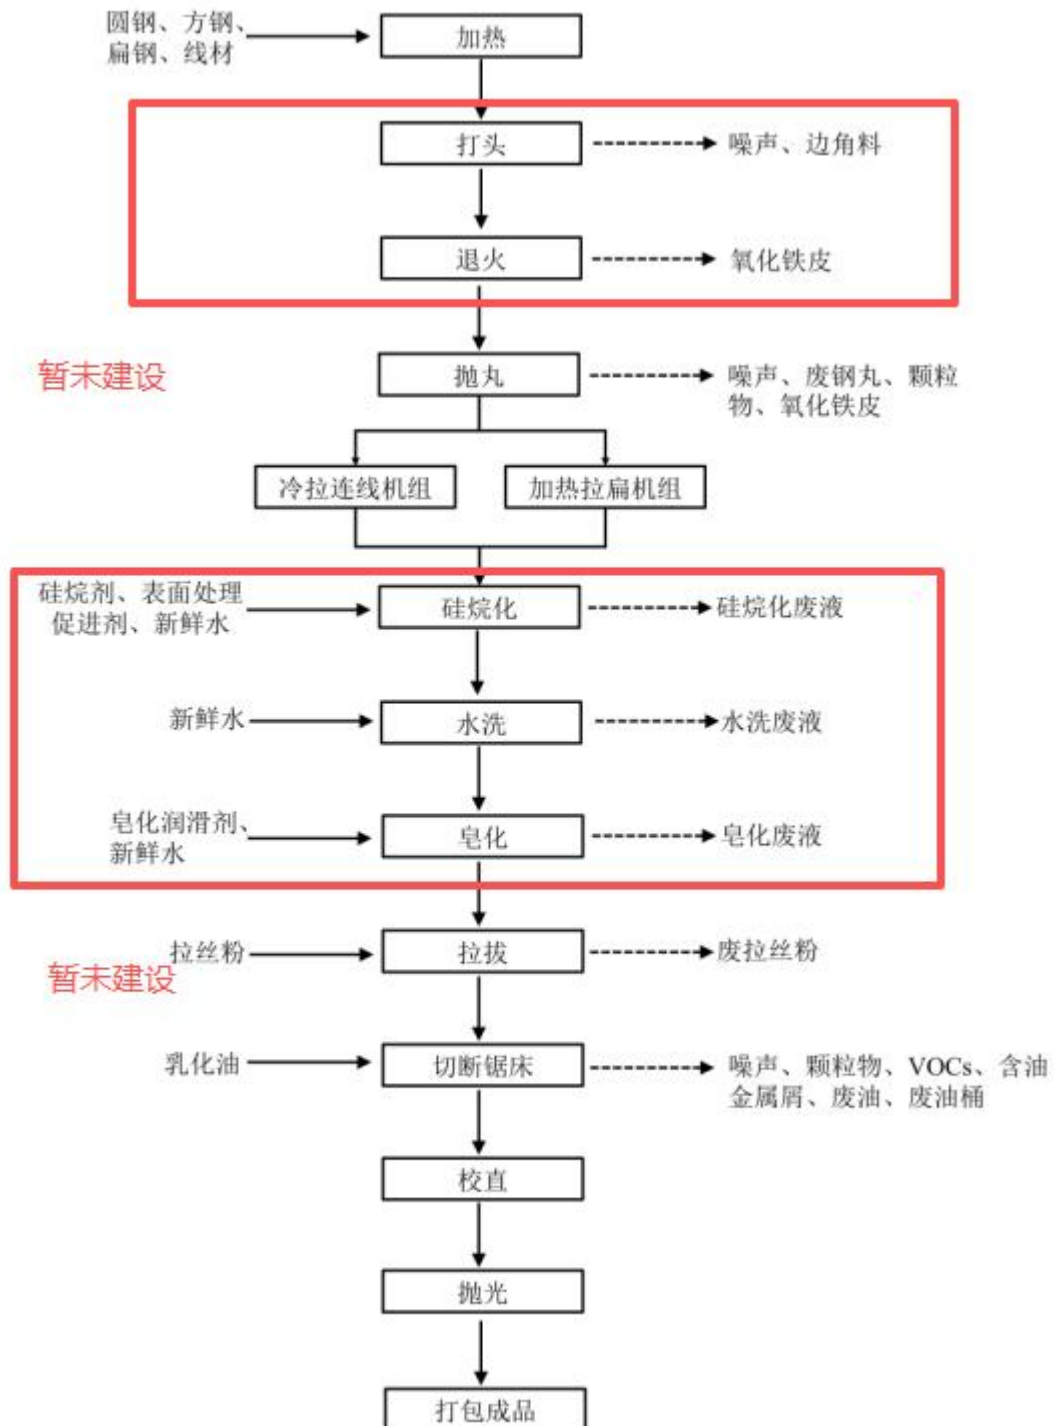 圆钢、方钢、
扁钢、线材
加热
打头
噪声、边角料
退火
氧化铁皮
暂未建设
抛丸
噪声、废钢丸、颗粒
物、氧化铁皮
冷拉连线机组
加热拉扁机组
硅烷剂、表面处理
促进剂、新鲜水
硅烷化
硅烷化废液
新鲜水
水洗
水洗废液
皂化润滑剂、
新鲜水
皂化
皂化废液
拉丝粉
拉拔
废拉丝粉
暂未建设
乳化油
切断锯床
噪声、颗粒物、VOCs、含油
金属屑、废油、废油桶
校直
抛光
打包成品